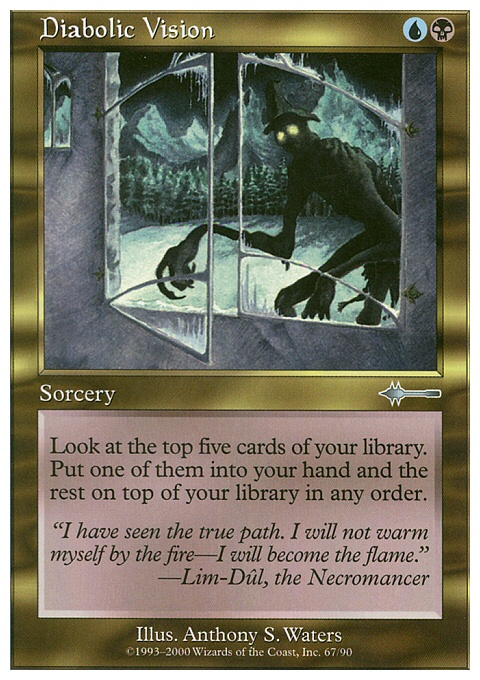 Diabolic Vision
Sorcery
Look at the top five cards of your library.
Put one of them into your hand and the
rest on top of your library in any order.
“I have seen the true path. I will not warm
myself by the fire—I will become the flame.”
—Lim-Dûl, the Necromancer
Illus. Anthony S. Waters
©1993–2000 Wizards of the Coast, Inc. 67/90